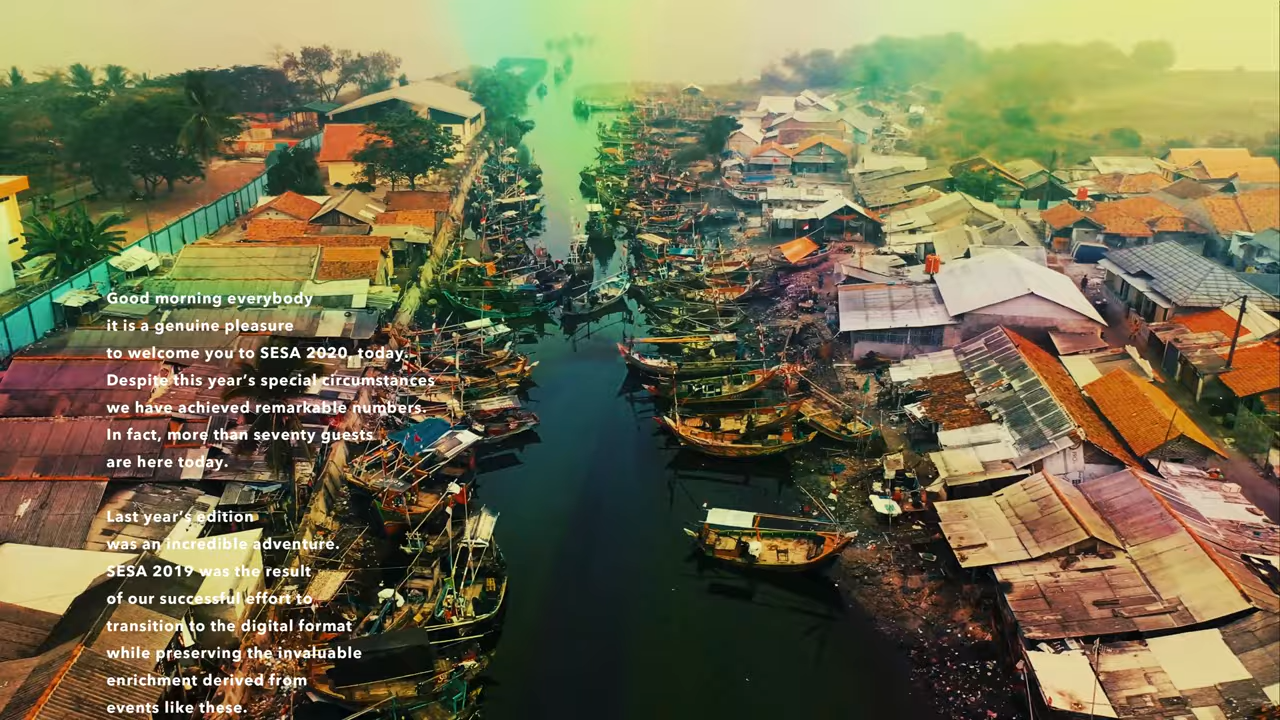 Good morning everybody
it is a genuine pleasure
to welcome you to SESA 2020, today.
Despite this year's special circumstances
we have achieved remarkable numbers.
In fact, more than seventy guests
are here today.
Last year's edition
was an incredible adventure.
SESA 2019 was the result
of our successful effort to
transition to the digital format
while preserving the invaluable
enrichment derived from
events like these.